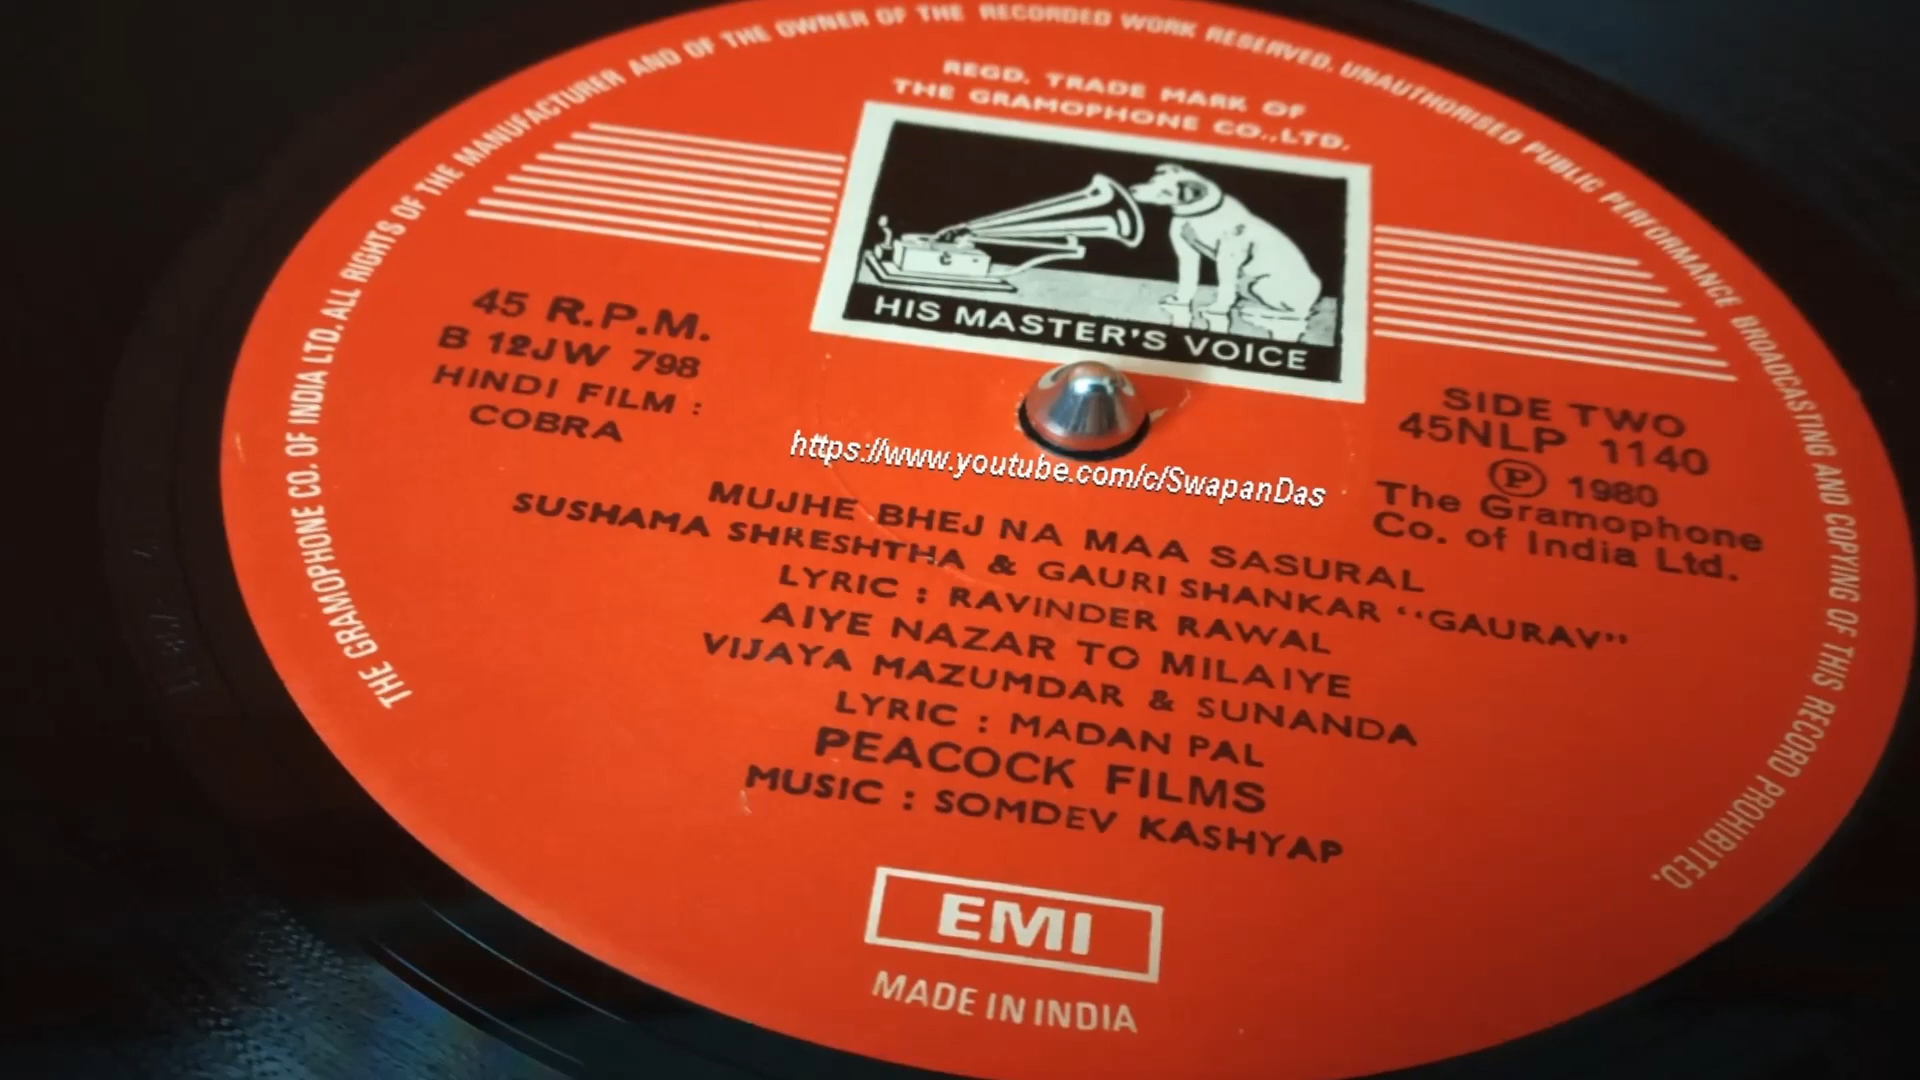 THE GRAMOPHONE CO. OF INDIA LTD. ALL RIGHTS OF THE MANUFACTURER AND OF THE OWNER OF THE RECORDED WORK RESERVED. UNAUTHORISED PUBLIC PERFORMANCE BROADCASTING AND COPYING OF THIS RECORD PROHIBITED.
REGD. TRADE MARK OF
THE GRAMOPHONE CO.,LTD.
HIS MASTER'S VOICE
45 R.P.M.
B 12JW 798
HINDI FILM :
COBRA
SIDE TWO
45NLP 1140
Ⓟ 1980
The Gramophone
Co. of India Ltd.
https://www.youtube.com/c/SwapanDas
MUJHE BHEJ NA MAA SASURAL
SUSHAMA SHRESHTHA & GAURI SHANKAR "GAURAV"
LYRIC : RAVINDER RAWAL
AIYE NAZAR TO MILAIYE
VIJAYA MAZUMDAR & SUNANDA
LYRIC : MADAN PAL
PEACOCK FILMS
MUSIC : SOMDEV KASHYAP
EMI
MADE IN INDIA